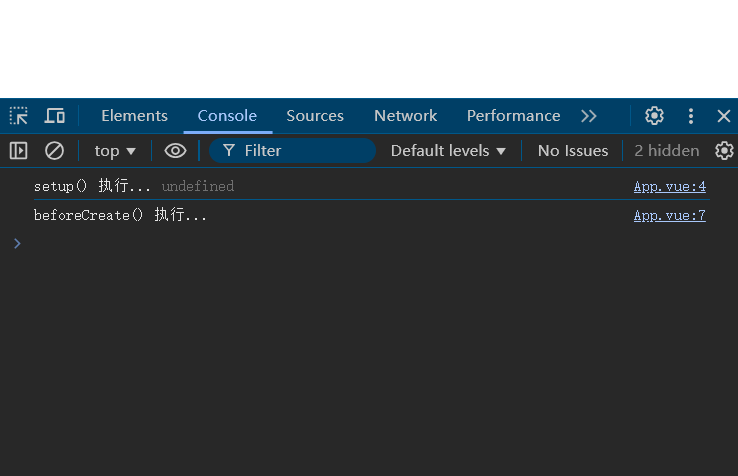 Elements Console Sources Network Performance
top Filter Default levels No Issues 2 hidden
setup() 执行... undefined App.vue:4
beforeCreate() 执行... App.vue:7